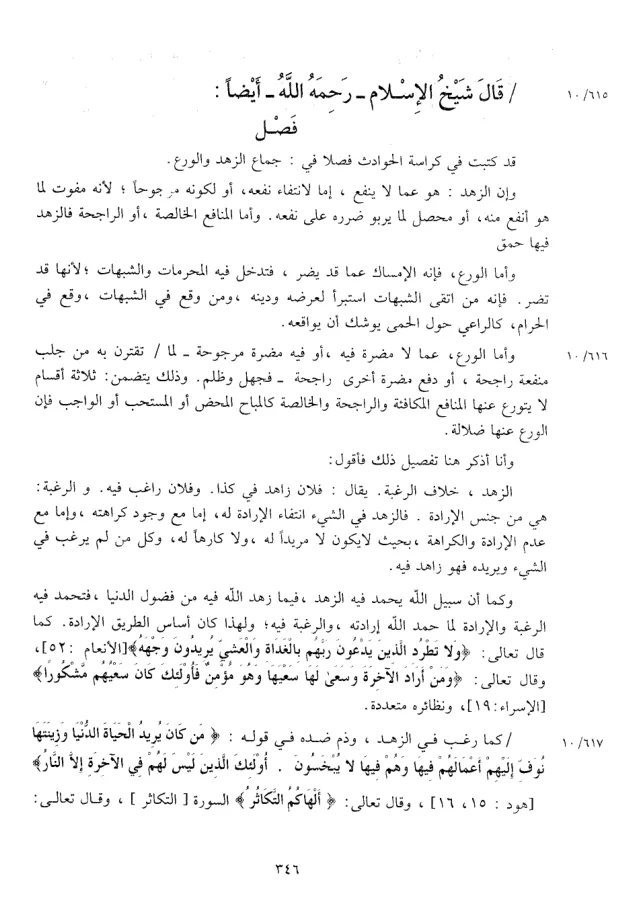 ١٠/٦١٥
/ قَالَ شَيْخُ الإِسْلام ـ رَحِمَهُ اللَّهُ ـ أَيْضاً :
فَصْل
قد كتبت في كراسة الحوادث فصلا في : جماع الزهد والورع.
وإن الزهد : هو عما لا ينفع ، إما لانتفاء نفعه، أو لكونه مرجوحاً ؛ لأنه مفوت لما
هو أنفع منه، أو محصل لما يربو ضرره على نفعه. وأما المنافع الخالصة ،أو الراجحة فالزهد
فيها حمق
وأما الورع، فإنه الإمساك عما قد يضر ، فتدخل فيه المحرمات والشبهات ؛لأنها قد
تضر. فإنه من اتقى الشبهات استبرأ لعرضه ودينه ،ومن وقع في الشبهات ،وقع في
الحرام، كالراعي حول الحمى يوشك أن يواقعه.
١٠/٦١٦
وأما الورع، عما لا مضرة فيه ،أو فيه مضرة مرجوحة ـ لما / تقترن به من جلب
منفعة راجحة ، أو دفع مضرة أخرى راجحة ـ فجهل وظلم. وذلك يتضمن: ثلاثة أقسام
لا يتورع عنها المنافع المكافئة والراجحة والخالصة كالمباح المحض أو المستحب أو الواجب فإن
الورع عنها ضلالة.
وأنا أذكر هنا تفصيل ذلك فأقول:
الزهد ، خلاف الرغبة. يقال : فلان زاهد في كذا. وفلان راغب فيه. و الرغبة:
هي من جنس الإرادة . فالزهد في الشيء انتفاء الإرادة له، إما مع وجود كراهته ،وإما مع
عدم الإرادة والكراهة ،بحيث لايكون لا مريداً له ،ولا كارهاً له، وكل من لم يرغب في
الشيء ويريده فهو زاهد فيه.
وكما أن سبيل الله يحمد فيه الزهد ،فيما زهد الله فيه من فضول الدنيا ،فتحمد فيه
الرغبة والإرادة لما حمد الله إرادته ،والرغبة فيه؛ ولهذا كان أساس الطريق الإرادة. كما
قال تعالى: ﴿وَلا تَطْرُدِ الَّذِينَ يَدْعُونَ رَبَّهُم بِالْغَدَاةِ وَالْعَشِيِّ يُرِيدُونَ وَجْهَهُ﴾[الأنعام :٥٢]،
وقال تعالى: ﴿وَمَنْ أَرَادَ الآخِرَةَ وَسَعَىٰ لَهَا سَعْيَهَا وَهُوَ مُؤْمِنٌ فَأُولَٰئِكَ كَانَ سَعْيُهُم مَّشْكُورًا﴾
[الإسراء:١٩]، ونظائره متعددة.
١٠/٦١٧
/كما رغب في الزهد ، وذم ضده في قوله : ﴿ مَن كَانَ يُرِيدُ الْحَيَاةَ الدُّنْيَا وَزِينَتَهَا
نُوَفِّ إِلَيْهِمْ أَعْمَالَهُمْ فِيهَا وَهُمْ فِيهَا لا يُبْخَسُونَ . أُولَٰئِكَ الَّذِينَ لَيْسَ لَهُمْ فِي الآخِرَةِ إِلاَّ النَّارُ﴾
[هود : ١٥، ١٦] ، وقال تعالى: ﴿ أَلْهَاكُمُ التَّكَاثُرُ﴾ السورة [ التكاثر ] ، وقال تعالى:
٣٤٦